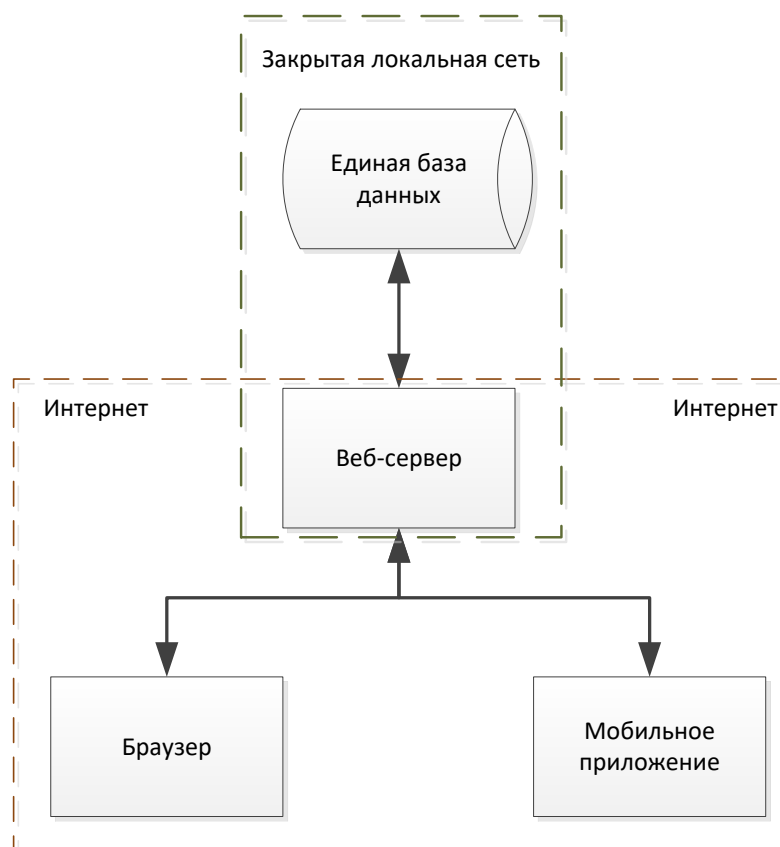 Закрытая локальная сеть
Единая база
данных
Интернет
Интернет
Веб-сервер
Браузер
Мобильное
приложение